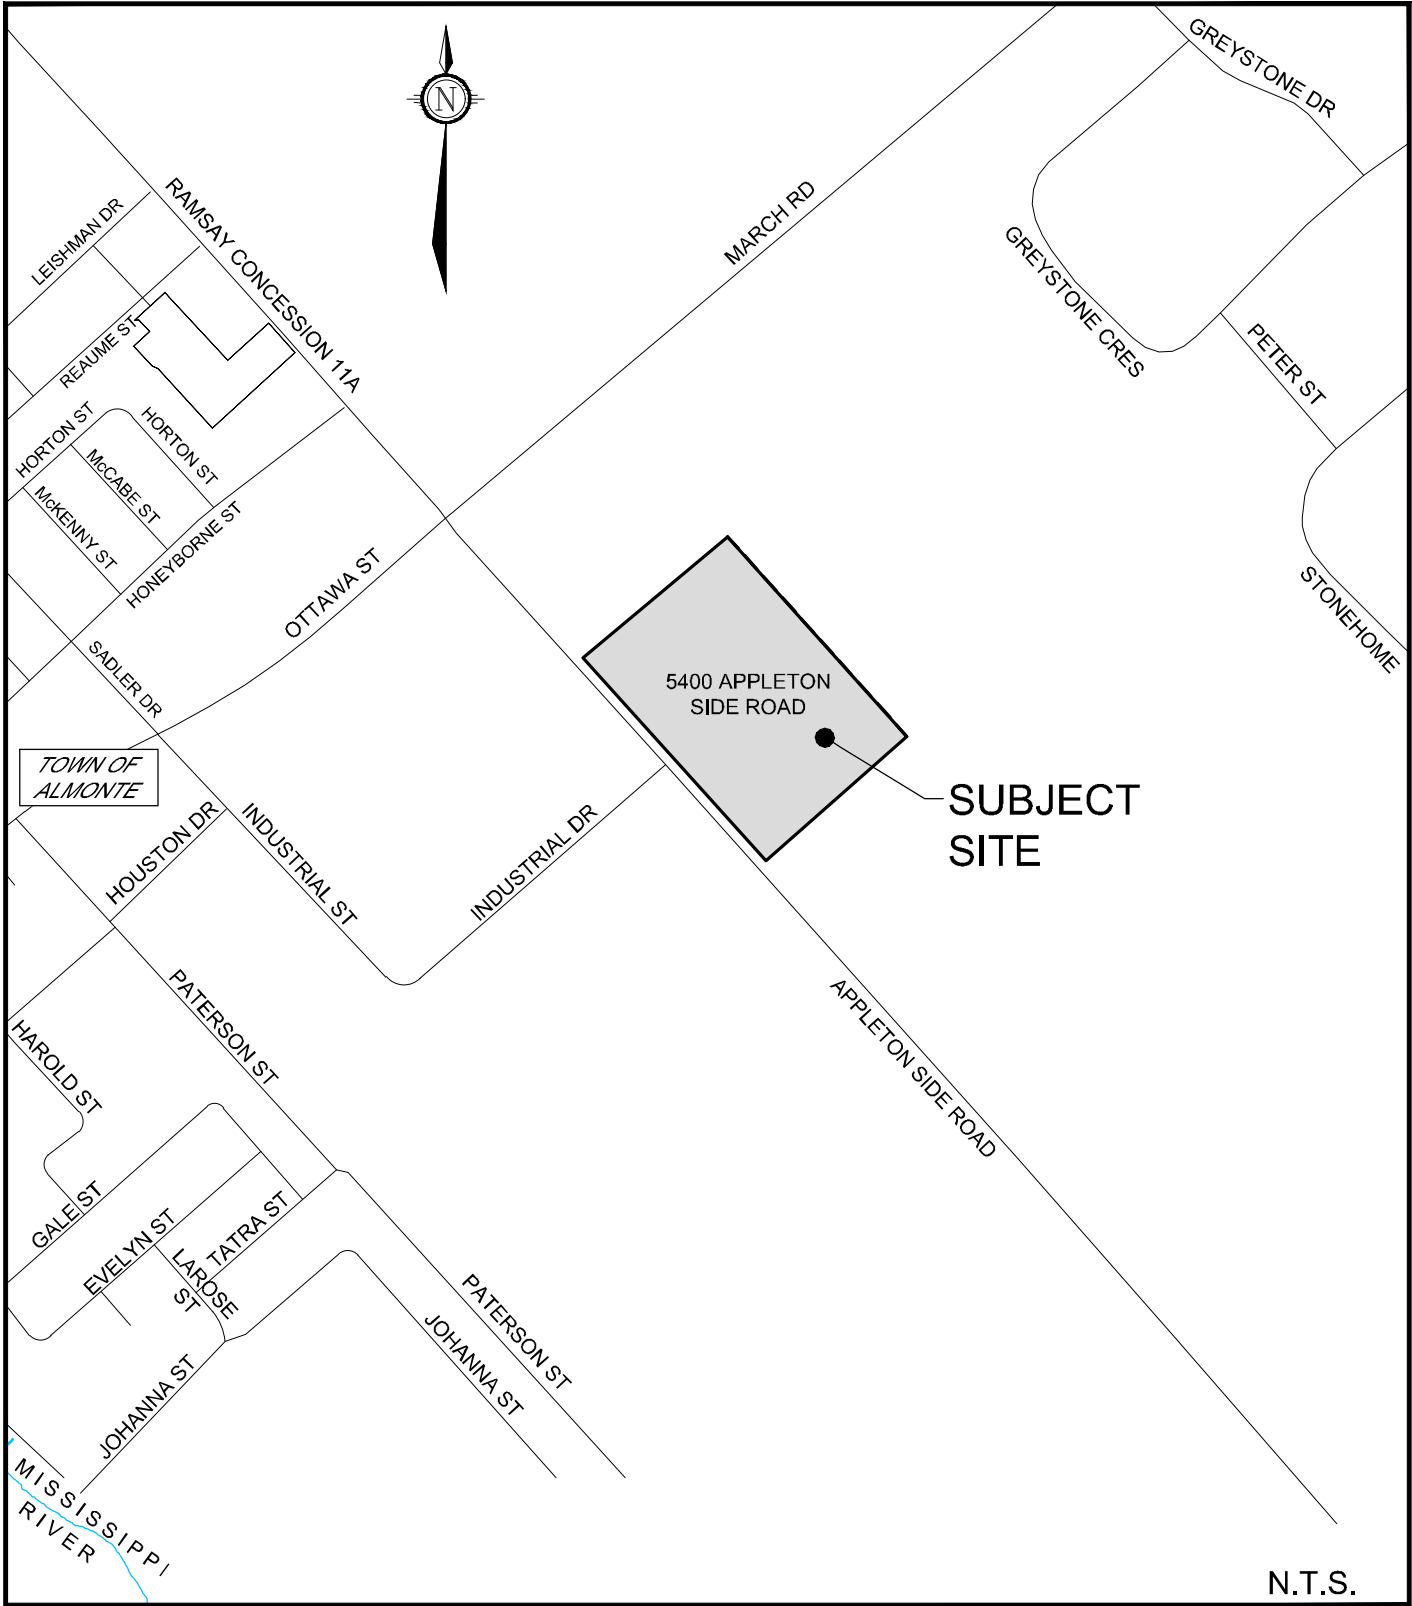 GREYSTONE DR
N
MARCH RD
RAMSAY CONCESSION 11A
LEISHMAN DR
GREYSTONE CRES
REAUME ST
PETER ST
HORTON ST
HORTON ST
McCABE ST
McKENNY ST
HONEYBORNE ST
OTTAWA ST
STONEHOME
SADLER DR
5400 APPLETON
SIDE ROAD
TOWN OF
ALMONTE
SUBJECT
SITE
HOUSTON DR
INDUSTRIAL ST
INDUSTRIAL DR
PATERSON ST
APPLETON SIDE ROAD
HAROLD ST
GALE ST
EVELYN ST
TATRA ST
LAROSE
ST
PATERSON ST
JOHANNA ST
JOHANNA ST
MISSISSIPPI
RIVER
N.T.S.